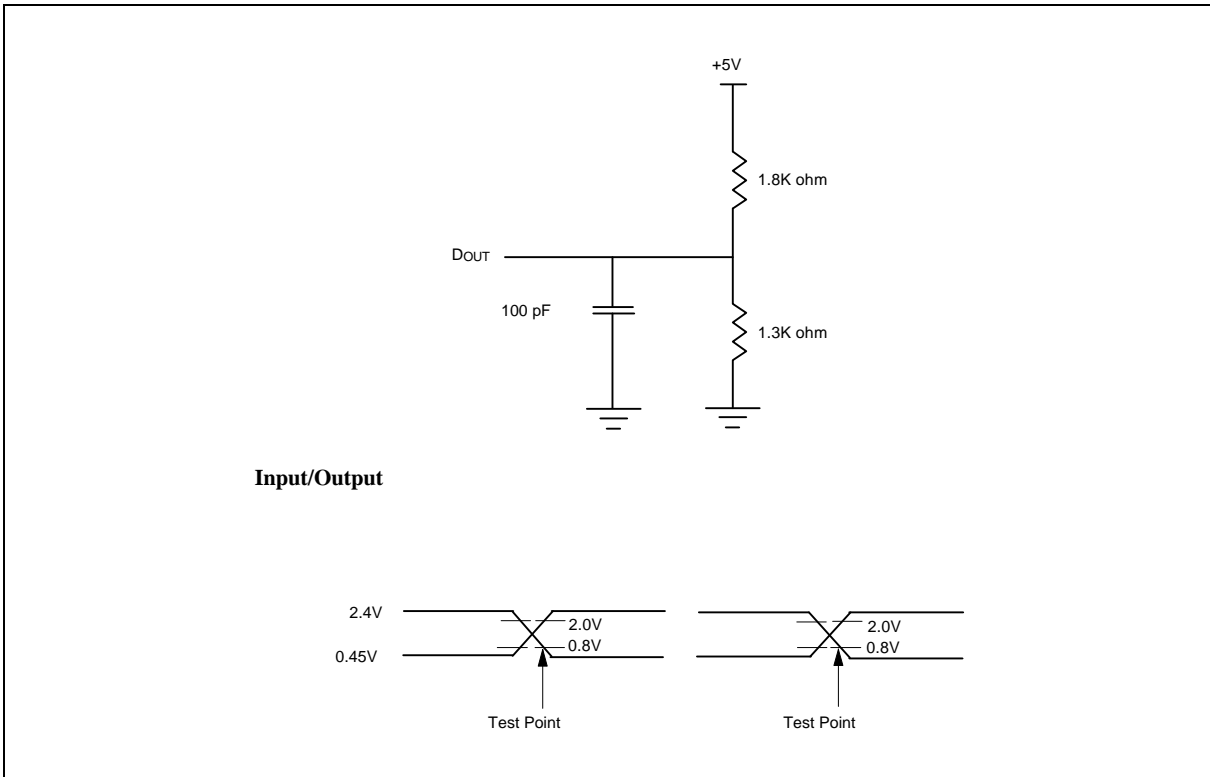 +5V
1.8K ohm
DOUT
100 pF
1.3K ohm
Input/Output
2.4V
2.0V
2.0V
0.8V
0.8V
0.45V
Test Point
Test Point